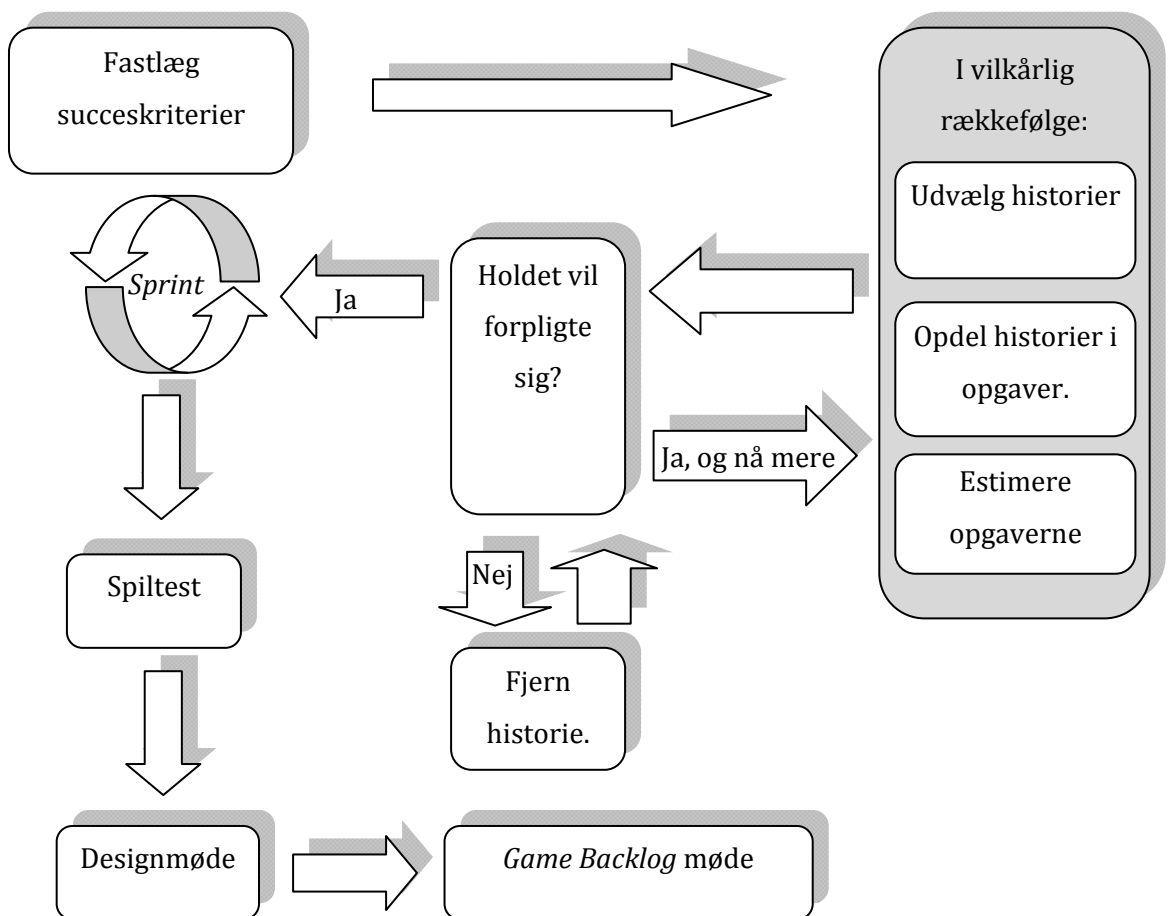 Fastlæg
succeskriterier
I vilkårlig
rækkefølge:
Udvælg historier
Opdel historier i
opgaver.
Estimere
opgaverne
Holdet vil
forpligte
sig?
Ja
Sprint
Ja, og nå mere
Nej
Fjern
historie.
Spiltest
Designmøde
Game Backlog møde